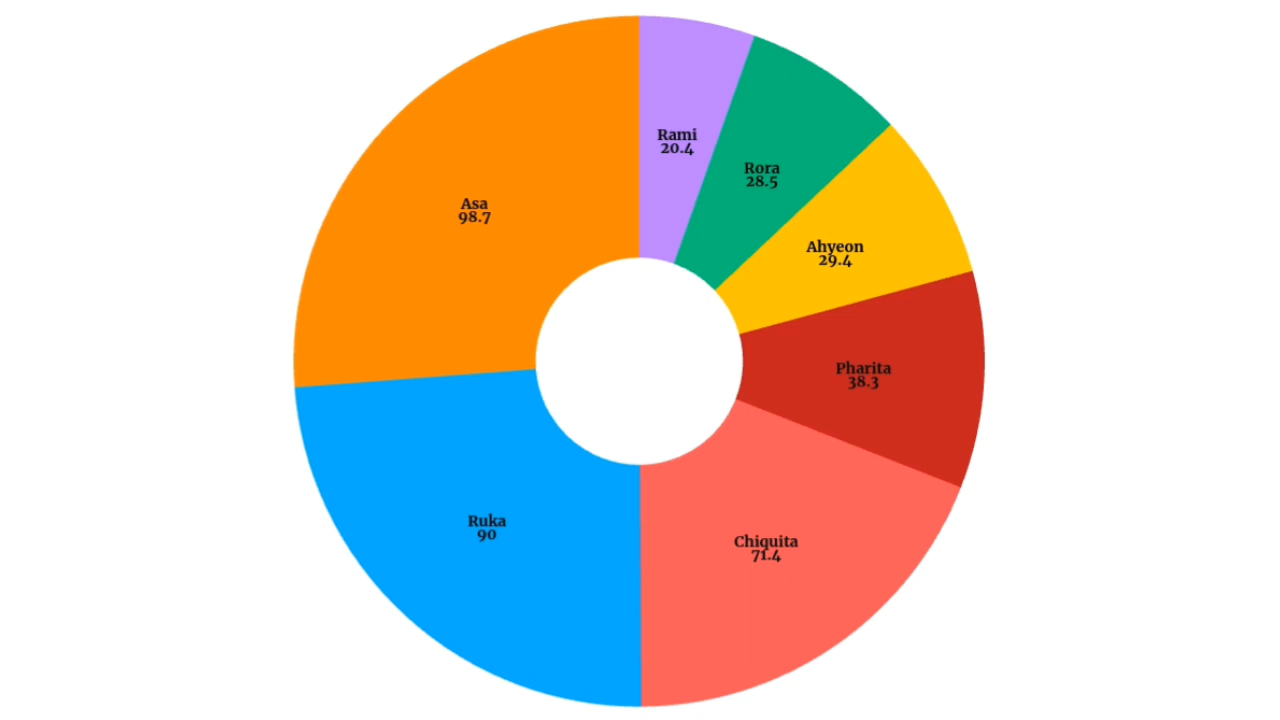 Rami
20.4
Rora
28.5
Ahyeon
29.4
Pharita
38.3
Chiquita
71.4
Ruka
90
Asa
98.7